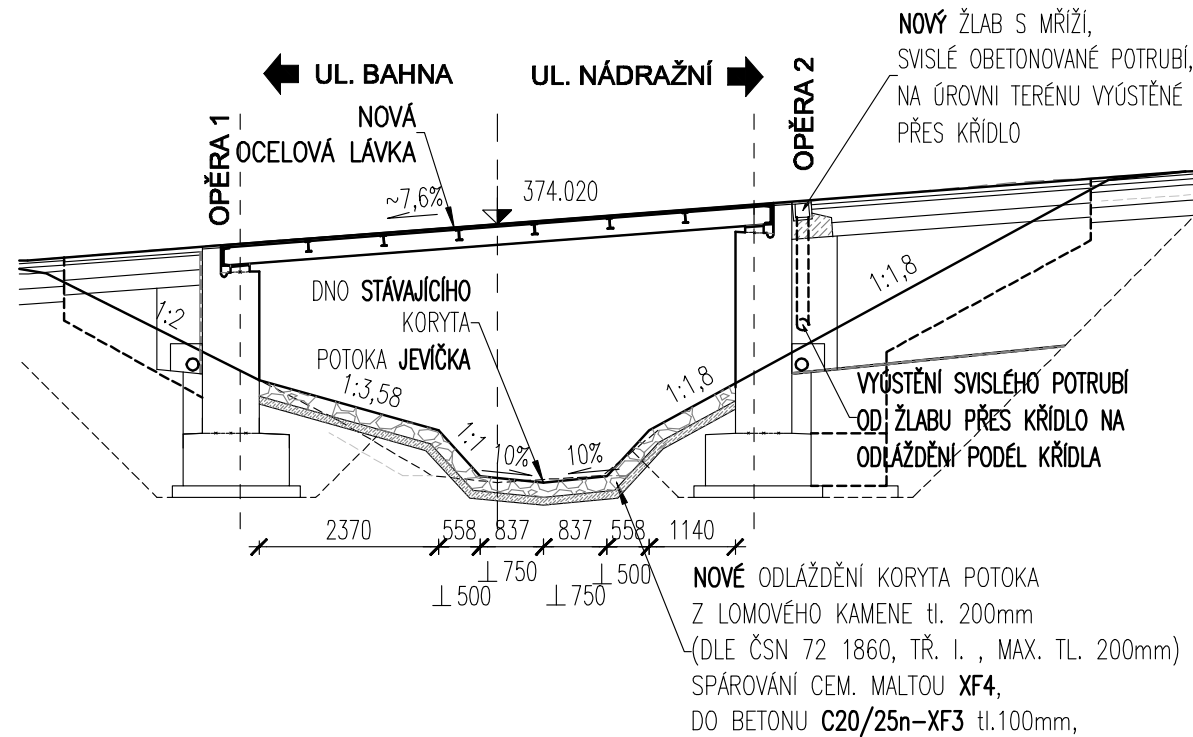 NOVÝ ŽLAB S MŘÍŽÍ,
SVISLÉ OBETONOVANÉ POTRUBÍ,
NA ÚROVNI TERÉNU VYÚSTĚNÉ
PŘES KŘÍDLO
UL. BAHNA
UL. NÁDRAŽNÍ
OPĚRA 1
OPĚRA 2
NOVÁ
OCELOVÁ LÁVKA
~7,6%
374.020
1:2
1:1,8
DNO STÁVAJÍCÍHO
KORYTA
POTOKA JEVÍČKA
1:3,58
1:1
10%
10%
1:1,8
VYÚSTĚNÍ SVISLÉHO POTRUBÍ
OD ŽLABU PŘES KŘÍDLO NA
ODLÁŽDĚNÍ PODÉL KŘÍDLA
2370
558
837
837
558
1140
⊥750
⊥500
⊥500
⊥750
NOVÉ ODLÁŽDĚNÍ KORYTA POTOKA
Z LOMOVÉHO KAMENE tl. 200mm
(DLE ČSN 72 1860, TŘ. I. , MAX. TL. 200mm)
SPÁROVÁNÍ CEM. MALTOU XF4,
DO BETONU C20/25n-XF3 tl.100mm,